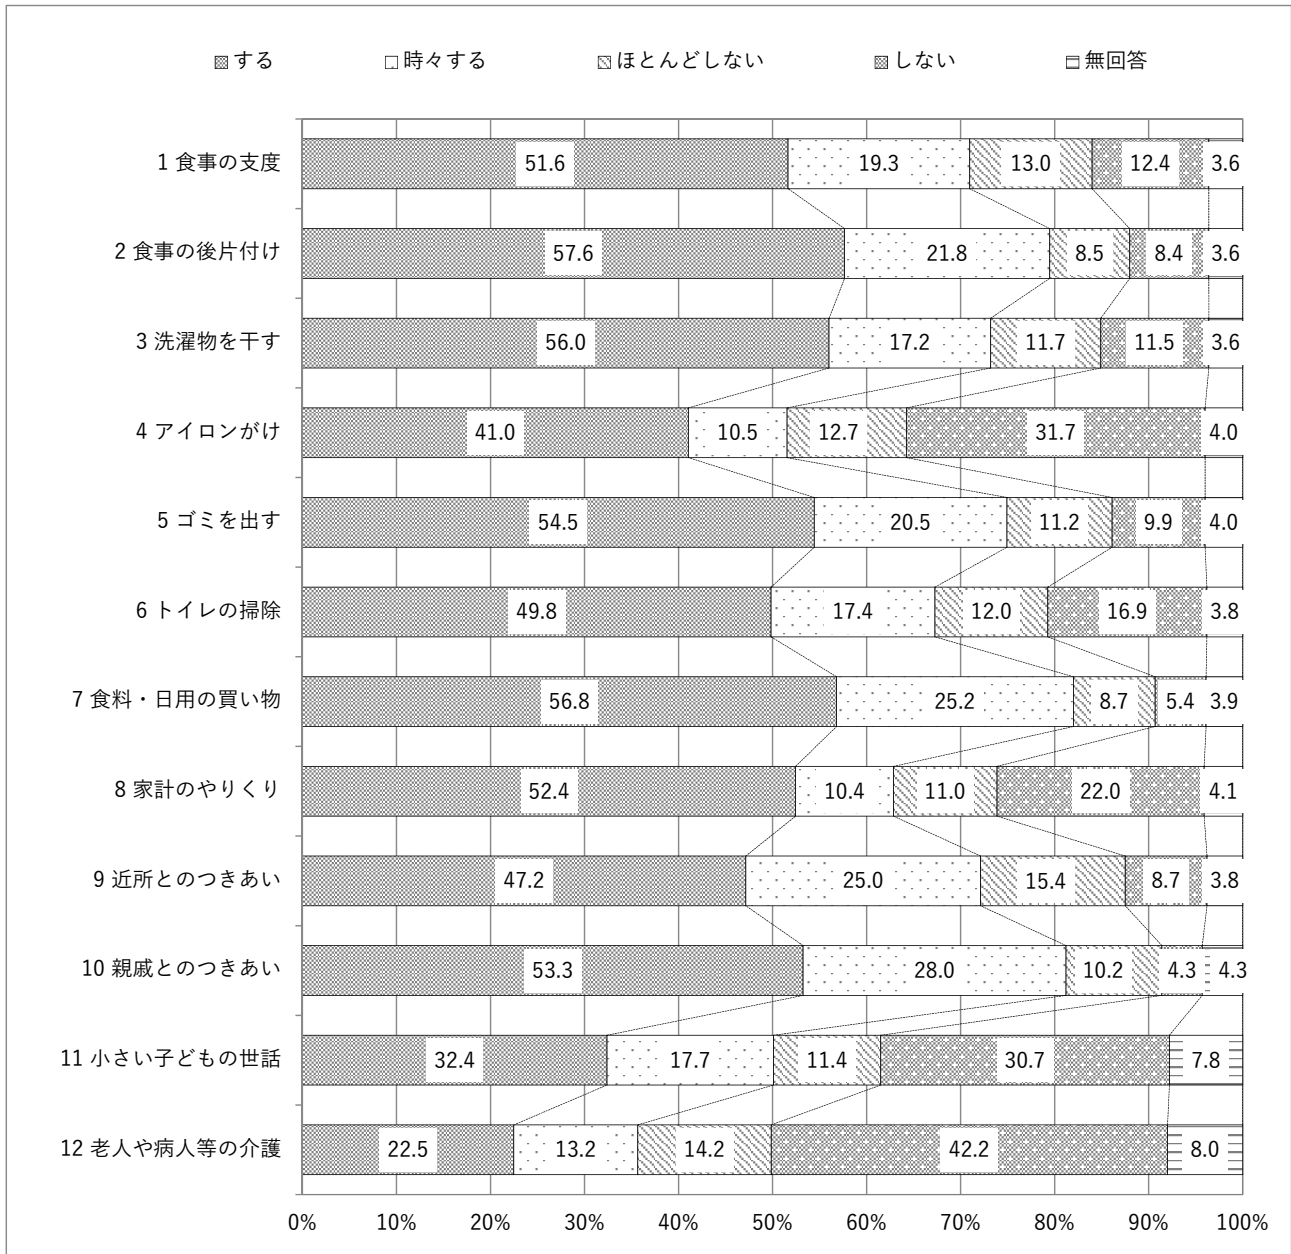 する 時々する ほとんどしない しない 無回答
1 食事の支度 51.6 19.3 13.0 12.4 3.6
2 食事の後片付け 57.6 21.8 8.5 8.4 3.6
3 洗濯物を干す 56.0 17.2 11.7 11.5 3.6
4 アイロンがけ 41.0 10.5 12.7 31.7 4.0
5 ゴミを出す 54.5 20.5 11.2 9.9 4.0
6 トイレの掃除 49.8 17.4 12.0 16.9 3.8
7 食料・日用の買い物 56.8 25.2 8.7 5.4 3.9
8 家計のやりくり 52.4 10.4 11.0 22.0 4.1
9 近所とのつきあい 47.2 25.0 15.4 8.7 3.8
10 親戚とのつきあい 53.3 28.0 10.2 4.3 4.3
11 小さい子どもの世話 32.4 17.7 11.4 30.7 7.8
12 老人や病人等の介護 22.5 13.2 14.2 42.2 8.0
0% 10% 20% 30% 40% 50% 60% 70% 80% 90% 100%